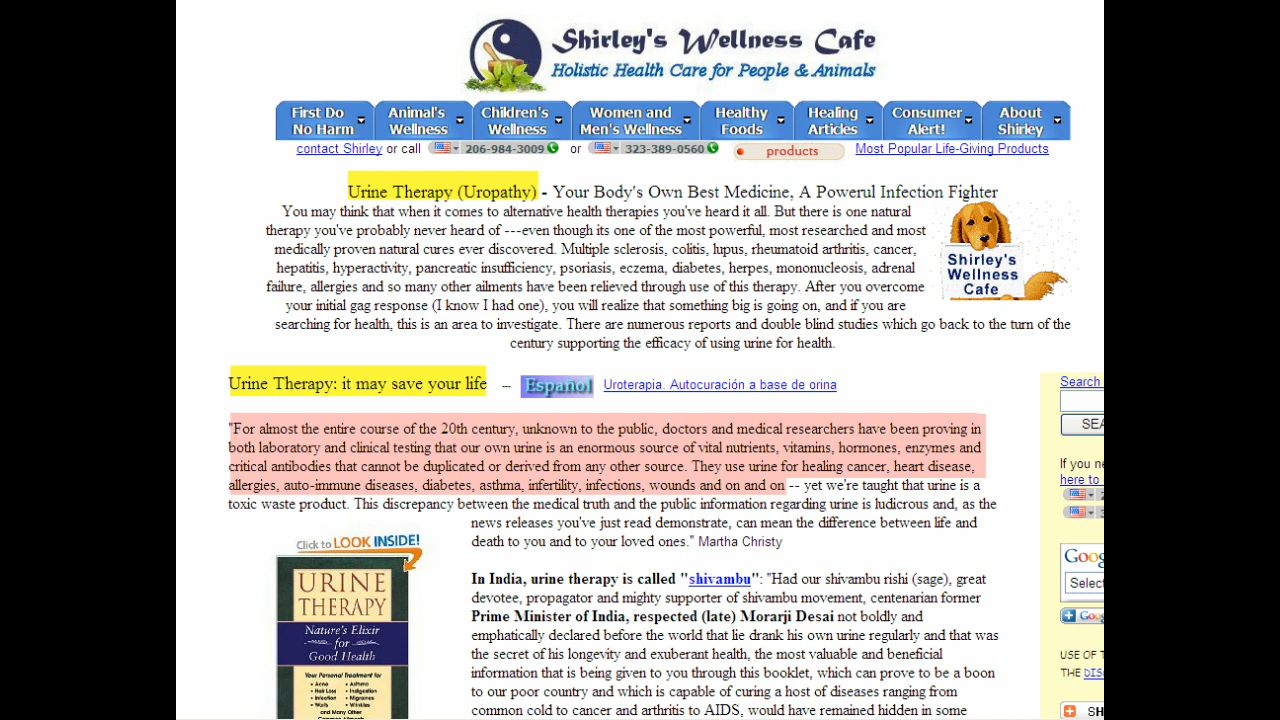 Shirley's Wellness Cafe
Holistic Health Care for People & Animals
First Do No Harm
Animal's Wellness
Children's Wellness
Women and Men's Wellness
Healthy Foods
Healing Articles
Consumer Alert!
About Shirley
contact Shirley or call 206-984-3009 or 323-389-0560 products Most Popular Life-Giving Products
Urine Therapy (Uropathy) - Your Body's Own Best Medicine, A Powerul Infection Fighter
You may think that when it comes to alternative health therapies you've heard it all. But there is one natural
therapy you've probably never heard of ---even though its one of the most powerful, most researched and most
medically proven natural cures ever discovered. Multiple sclerosis, colitis, lupus, rheumatoid arthritis, cancer,
hepatitis, hyperactivity, pancreatic insufficiency, psoriasis, eczema, diabetes, herpes, mononucleosis, adrenal
failure, allergies and so many other ailments have been relieved through use of this therapy. After you overcome
your initial gag response (I know I had one), you will realize that something big is going on, and if you are
searching for health, this is an area to investigate. There are numerous reports and double blind studies which go back to the turn of the
century supporting the efficacy of using urine for health.
Shirley's
Wellness
Cafe
Urine Therapy: it may save your life --- Español Uroterapia. Autocuración a base de orina
"For almost the entire course of the 20th century, unknown to the public, doctors and medical researchers have been proving in
both laboratory and clinical testing that our own urine is an enormous source of vital nutrients, vitamins, hormones, enzymes and
critical antibodies that cannot be duplicated or derived from any other source. They use urine for healing cancer, heart disease,
allergies, auto-immune diseases, diabetes, asthma, infertility, infections, wounds and on and on -- yet we're taught that urine is a
toxic waste product. This discrepancy between the medical truth and the public information regarding urine is ludicrous and, as the
news releases you've just read demonstrate, can mean the difference between life and
death to you and to your loved ones." Martha Christy
Click to LOOK INSIDE!
URINE
THERAPY
Nature's Elixir
for
Good Health
Your Personal Treatment for
• Acne • Asthma
• Hair Loss • Indigestion
• Infection • Migraines
• Warts • Wrinkles
and Many Other
Common Ailments
In India, urine therapy is called "shivambu": "Had our shivambu rishi (sage), great
devotee, propagator and mighty supporter of shivambu movement, centenarian former
Prime Minister of India, respected (late) Morarji Desai not boldly and
emphatically declared before the world that lie drank his own urine regularly and that was
the secret of his longevity and exuberant health, the most valuable and beneficial
information that is being given to you through this booklet, which can prove to be a boon
to our poor country and which is capable of curing a host of diseases ranging from
common cold to cancer and arthritis to AIDS, would have remained hidden in some
Search
SEA
If you ne
here to
Goog
Select
Goog
USE OF T
THE DIS
SH